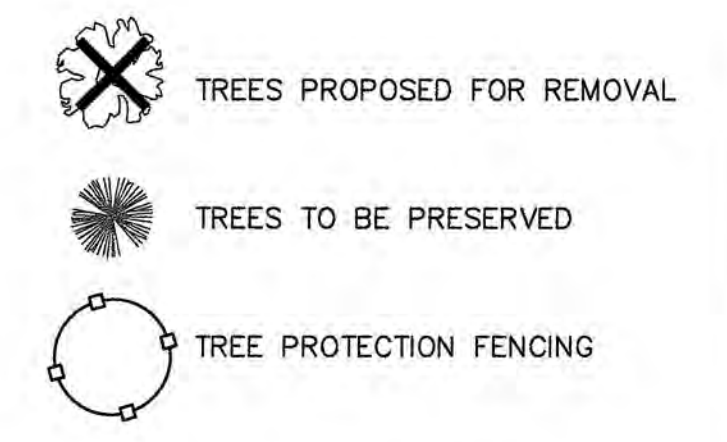 TREES PROPOSED FOR REMOVAL
TREES TO BE PRESERVED
TREE PROTECTION FENCING